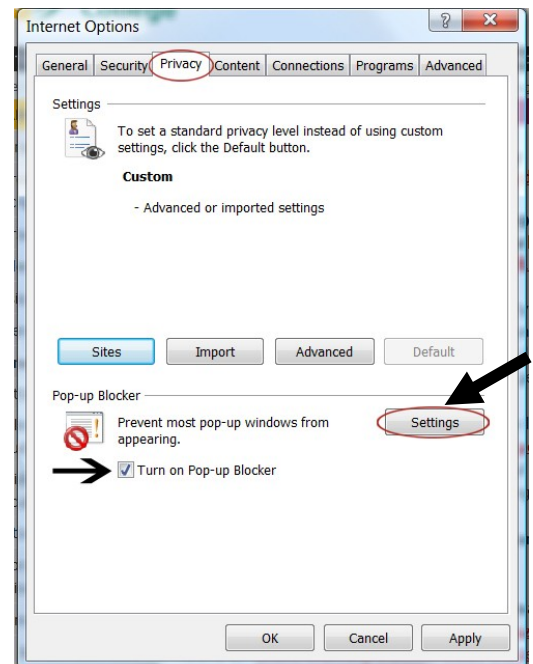 Internet Options
General Security Privacy Content Connections Programs Advanced
Settings
To set a standard privacy level instead of using custom
settings, click the Default button.
Custom
- Advanced or imported settings
Sites Import Advanced Default
Pop-up Blocker
Prevent most pop-up windows from
appearing.
Settings
Turn on Pop-up Blocker
OK Cancel Apply